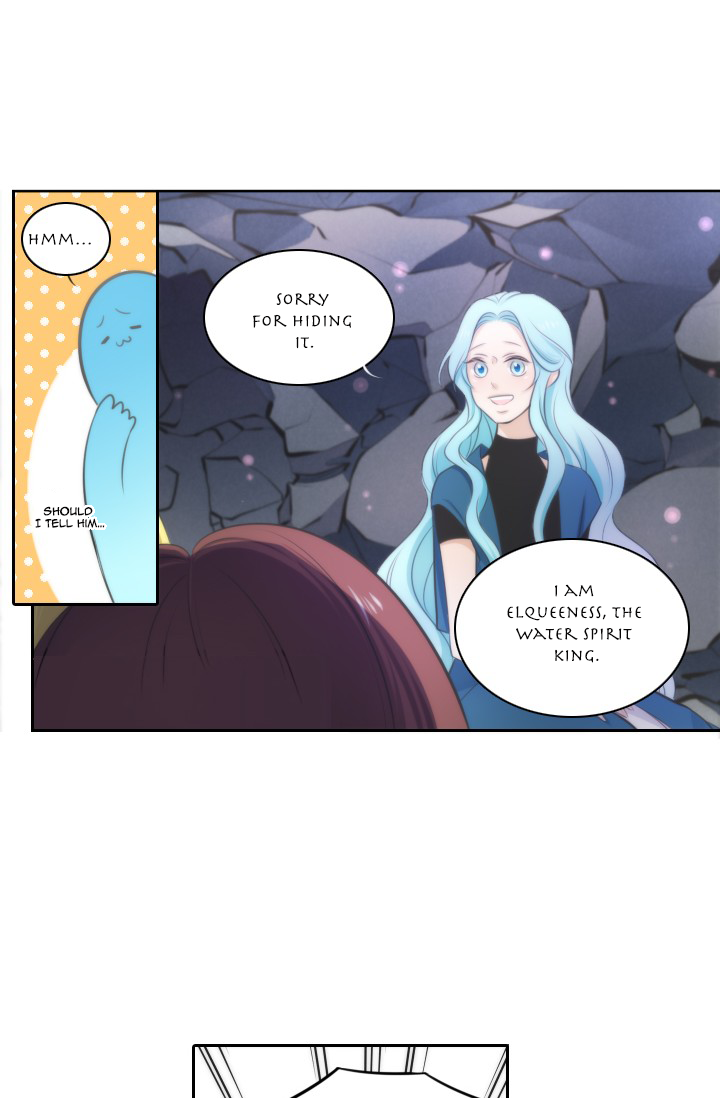 HMM...
SHOULD
I TELL HIM...
SORRY
FOR HIDING
IT.
I AM
ELQUEENESS, THE
WATER SPIRIT
KING.